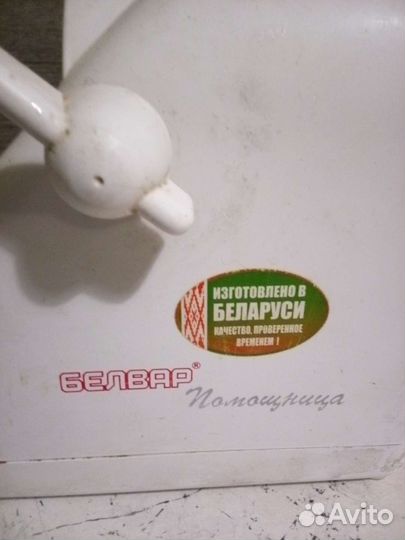 ИЗГОТОВЛЕНО В
БЕЛАРУСИ
КАЧЕСТВО, ПРОВЕРЕННОЕ
ВРЕМЕНЕМ !
БЕЛВАР®
Помощница
Avito